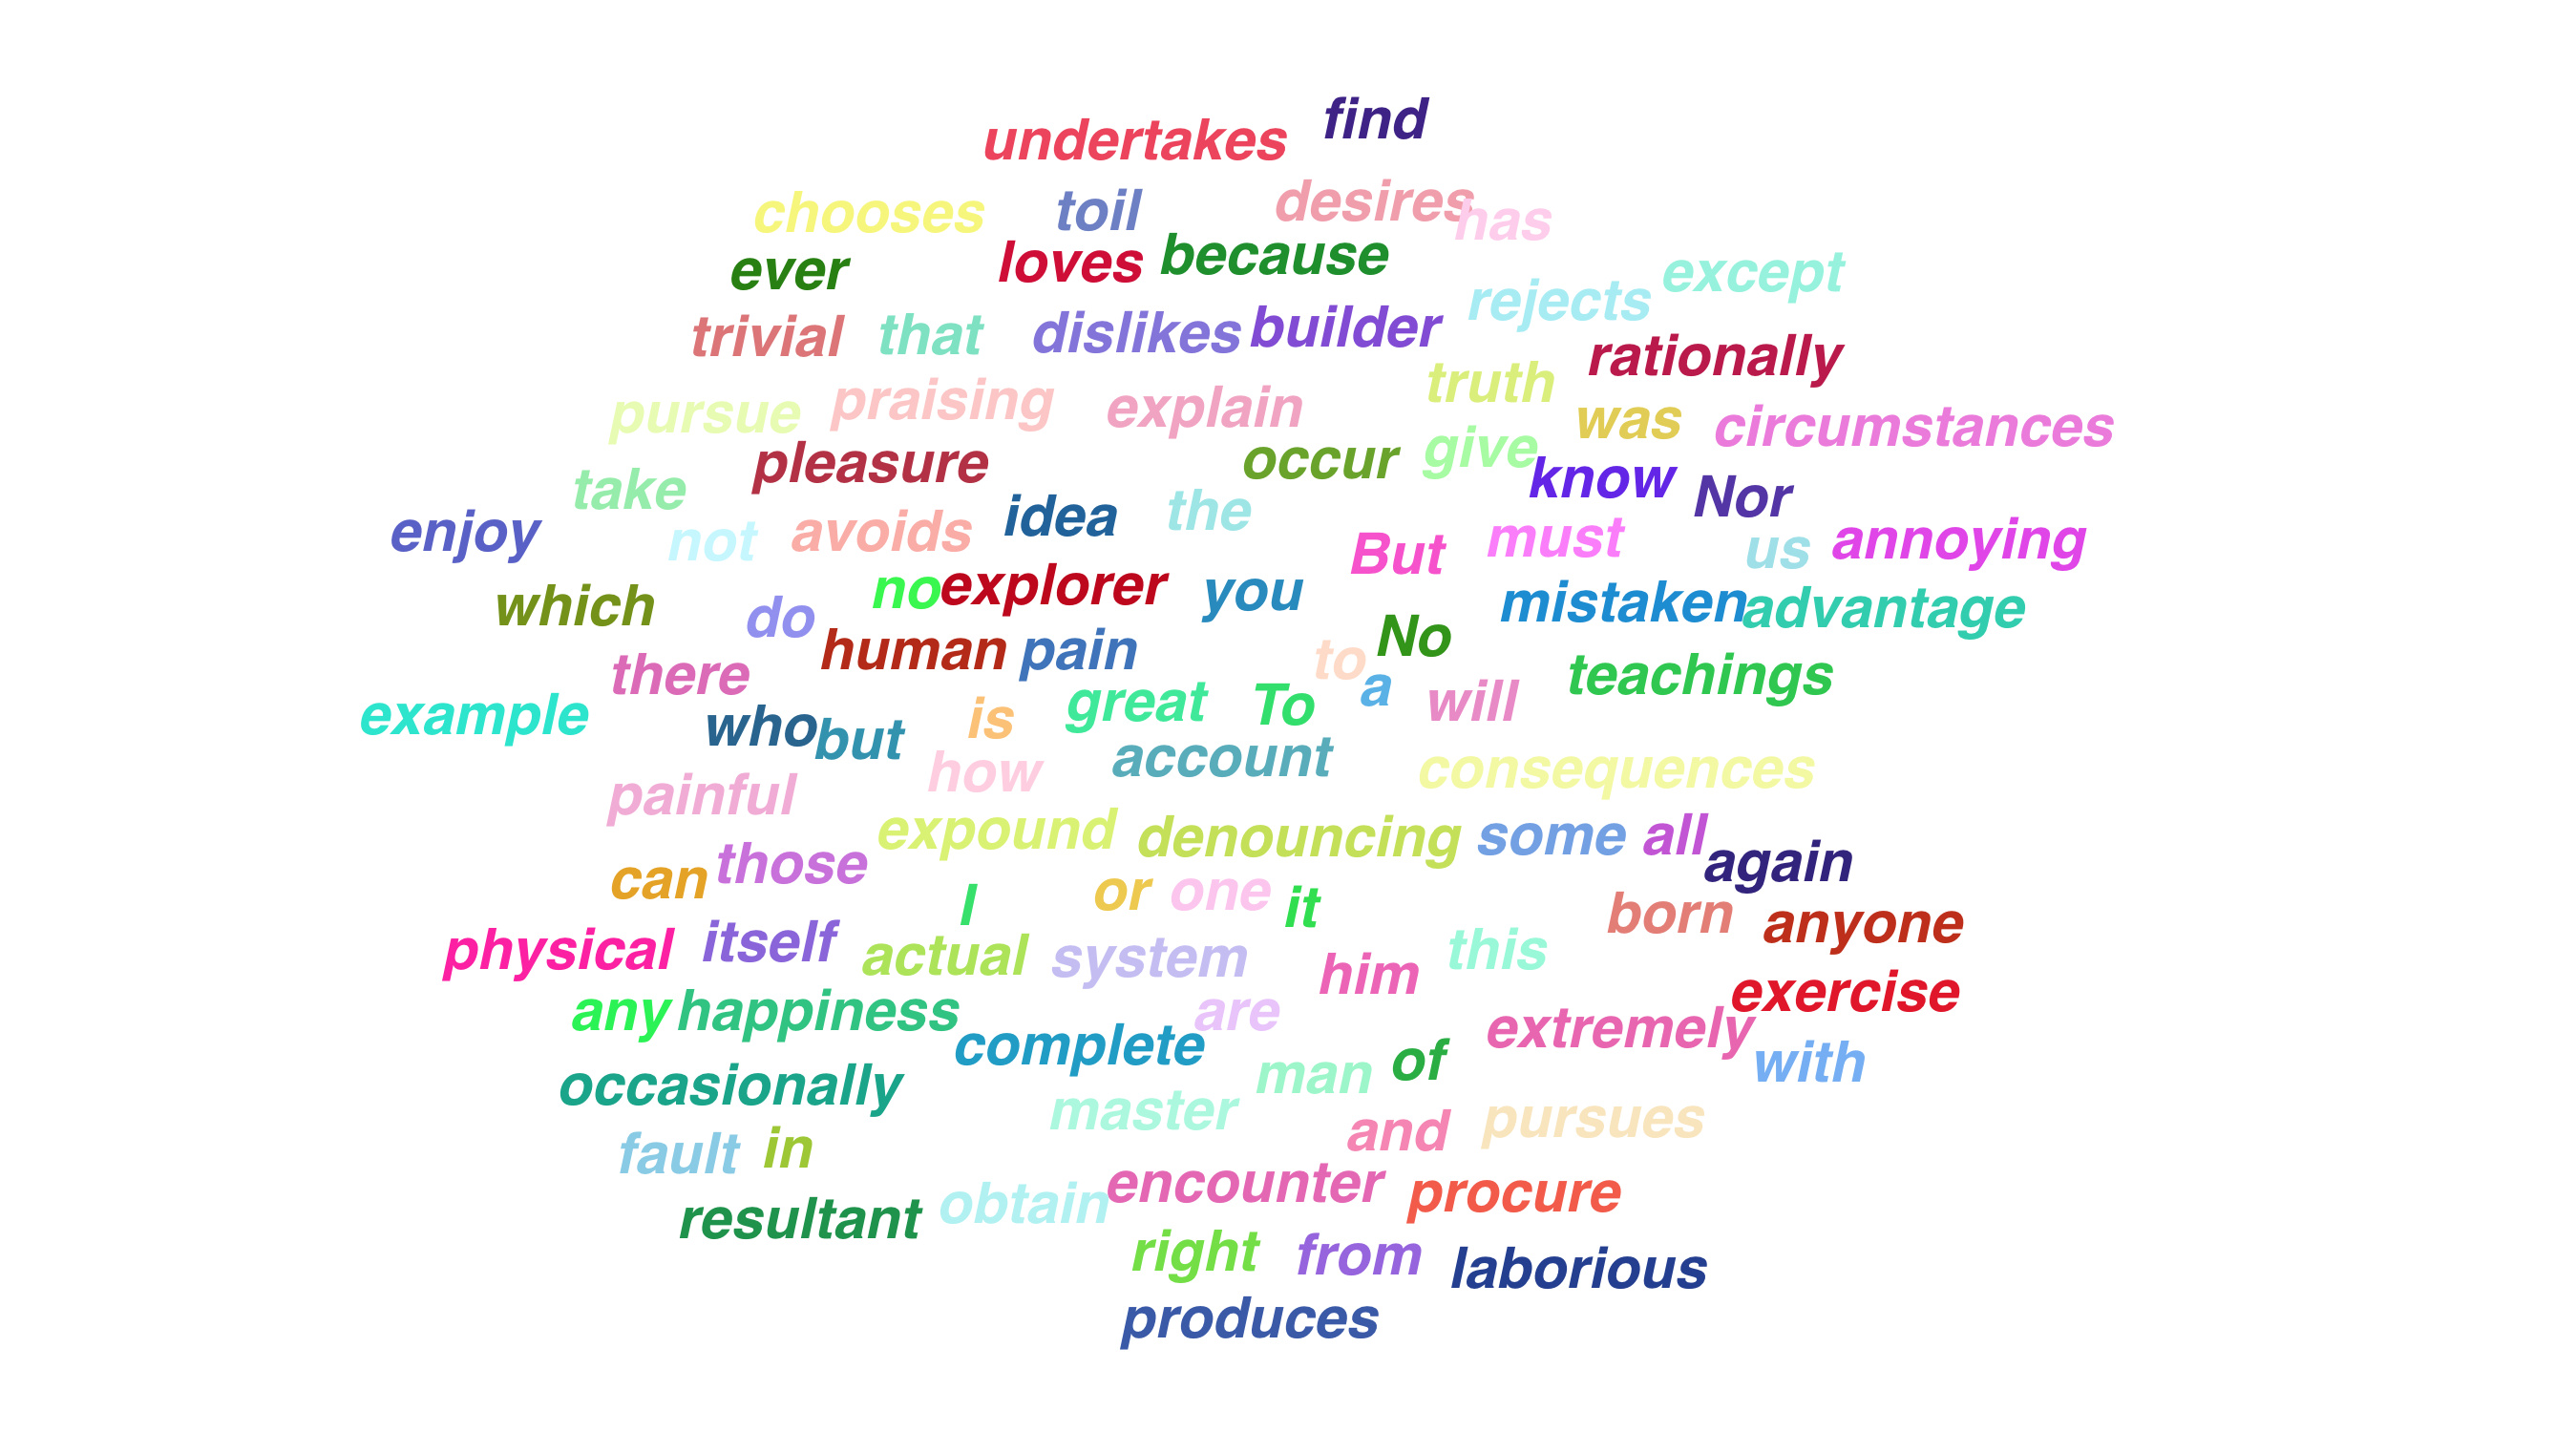 find
undertakes
chooses toil desires has
ever loves because except
trivial that dislikes builder rejects rationally
pursue praising explain truth was circumstances
take pleasure occur give know Nor
enjoy not avoids idea the But must us annoying
which do no explorer you mistaken advantage
there human pain to No teachings
example who but is great To a will
painful how account consequences
can those expound denouncing some all again
I or one it born anyone
physical itself actual system him this exercise
any happiness complete are extremely with
occasionally master man of pursues
fault in and
resultant obtain encounter procure
right from laborious
produces